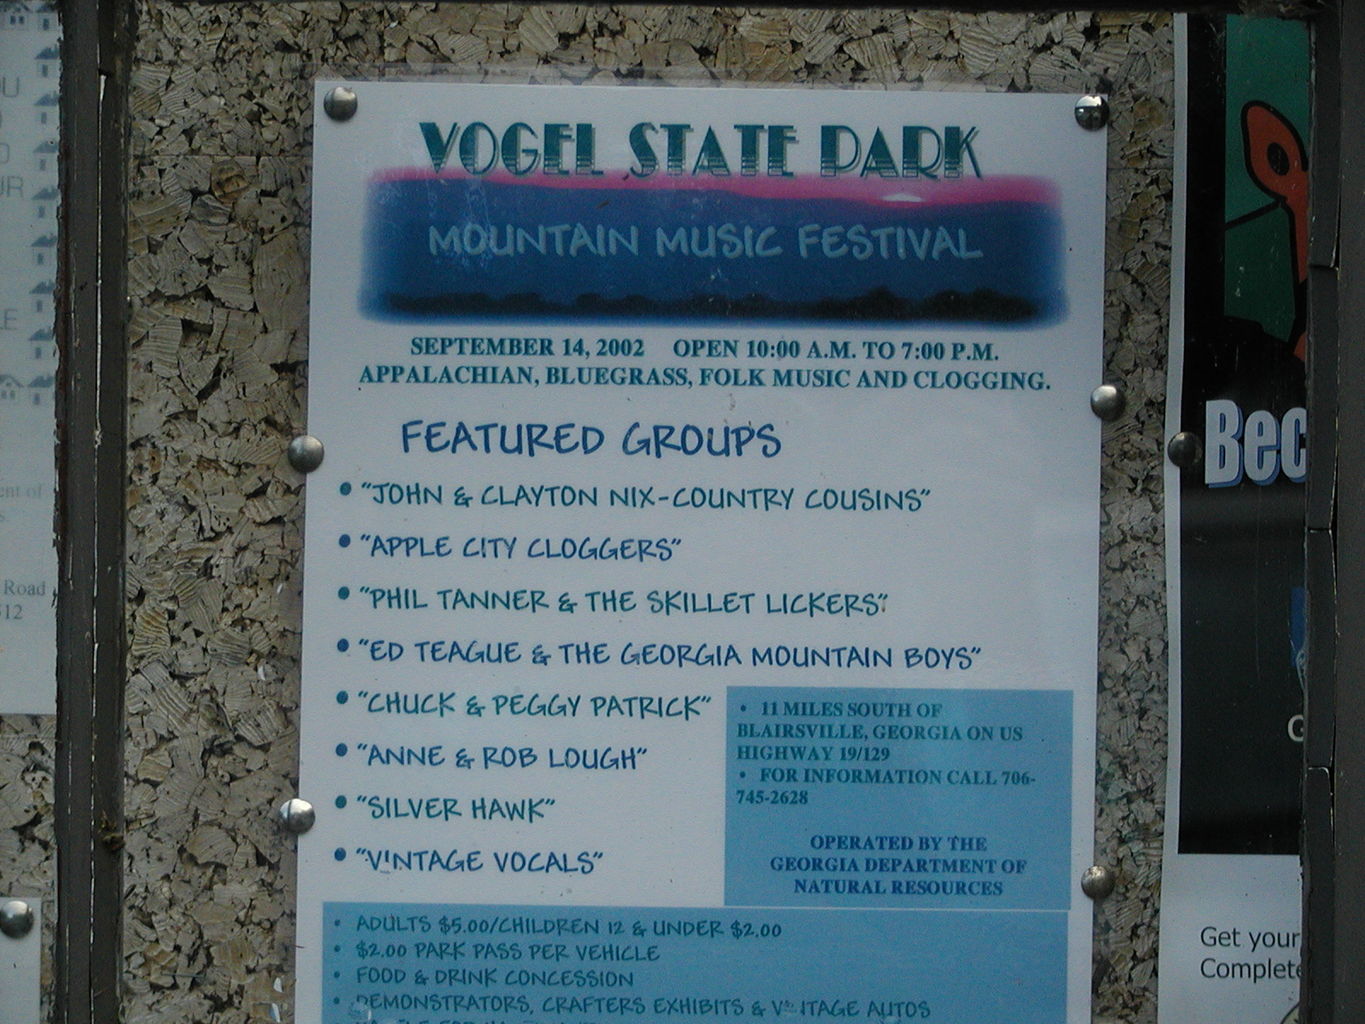 VOGEL STATE PARK
MOUNTAIN MUSIC FESTIVAL
SEPTEMBER 14, 2002 OPEN 10:00 A.M. TO 7:00 P.M.
APPALACHIAN, BLUEGRASS, FOLK MUSIC AND CLOGGING.
FEATURED GROUPS
• "JOHN & CLAYTON NIX-COUNTRY COUSINS"
• "APPLE CITY CLOGGERS"
• "PHIL TANNER & THE SKILLET LICKERS"
• "ED TEAGUE & THE GEORGIA MOUNTAIN BOYS"
• "CHUCK & PEGGY PATRICK"
• "ANNE & ROB LOUGH"
• "SILVER HAWK"
• "VINTAGE VOCALS"
• 11 MILES SOUTH OF
BLAIRSVILLE, GEORGIA ON US
HIGHWAY 19/129
• FOR INFORMATION CALL 706-
745-2628
OPERATED BY THE
GEORGIA DEPARTMENT OF
NATURAL RESOURCES
• ADULTS $5.00/CHILDREN 12 & UNDER $2.00
• $2.00 PARK PASS PER VEHICLE
• FOOD & DRINK CONCESSION
• DEMONSTRATORS, CRAFTERS EXHIBITS & VINTAGE AUTOS
Road
Bec
Get your
Complete